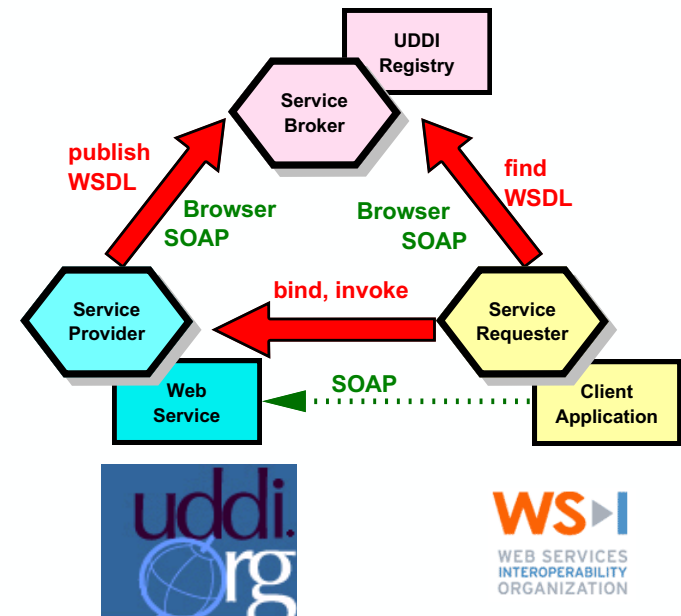 UDDI
Registry
Service
Broker
publish
WSDL
find
WSDL
Browser
SOAP
Browser
SOAP
bind, invoke
Service
Provider
Service
Requester
Web
Service
SOAP
Client
Application
uddi.
Org
WS I
WEB SERVICES
INTEROPERABILITY
ORGANIZATION